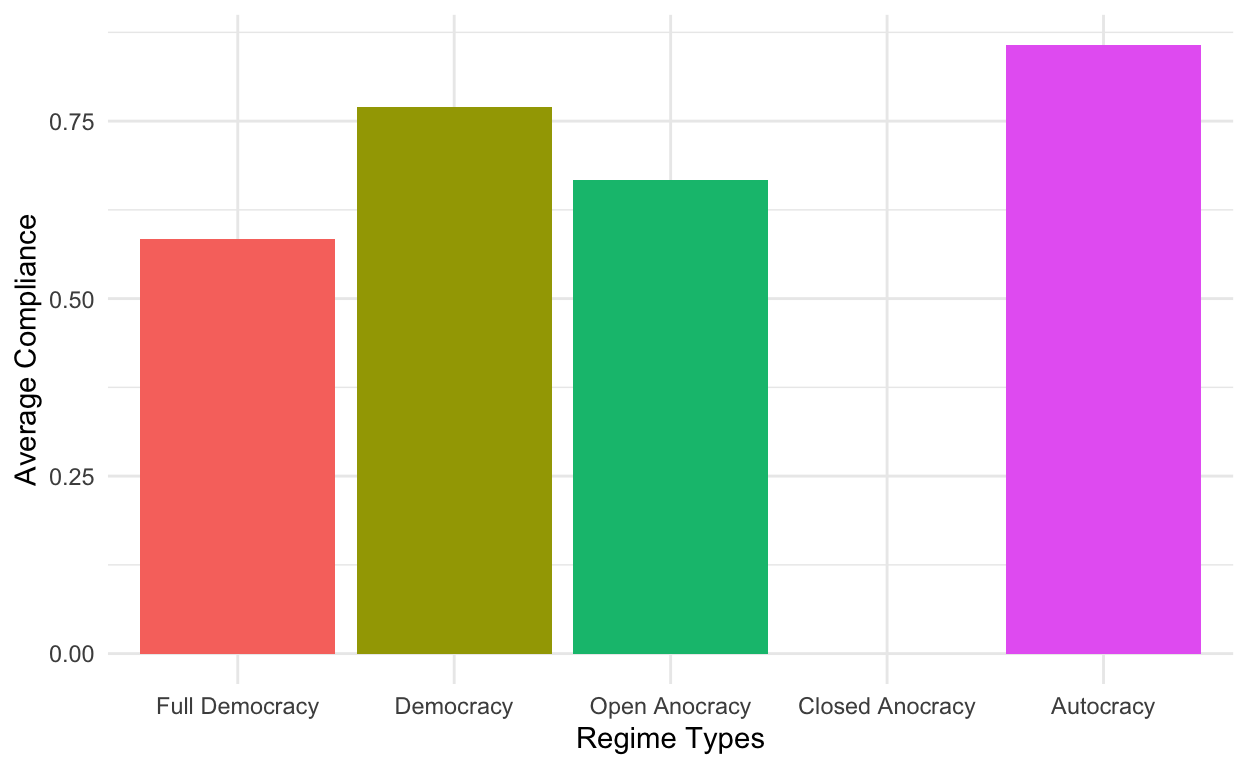 Average Compliance
0.75
0.50
0.25
0.00
Full Democracy
Democracy
Open Anocracy
Closed Anocracy
Autocracy
Regime Types